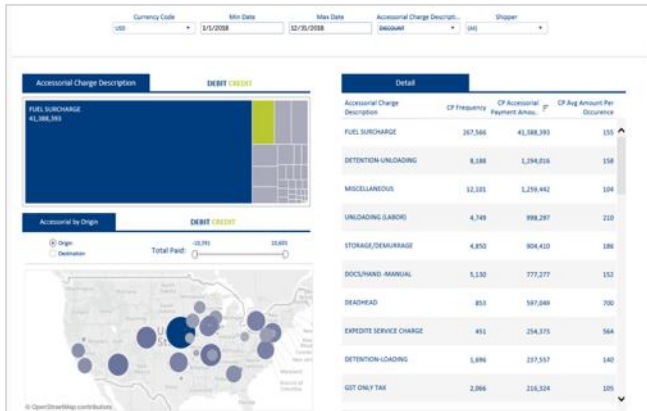 Currency Code Min Date Max Date Accessorial Charge Descripti... Shipper
USD 1/1/2018 12/31/2018 DISCOUNT (All)
Accessorial Charge Description DEBIT CREDIT
FUEL SURCHARGE
41,388,393
Accessorial by Origin DEBIT CREDIT
Origin
Destination
Total Paid: -10,791 10,605
© OpenStreetMap contributors
Detail
Accessorial Charge Description CP Frequency CP Accessorial Payment Amou.. CP Avg Amount Per Occurence
FUEL SURCHARGE 267,566 41,388,393 155
DETENTION-UNLOADING 8,188 1,294,016 158
MISCELLANEOUS 12,101 1,259,442 104
UNLOADING (LABOR) 4,749 998,297 210
STORAGE/DEMURRAGE 4,850 904,410 186
DOCS/HAND -MANUAL 5,130 777,277 152
DEADHEAD 853 597,049 700
EXPEDITE SERVICE CHARGE 451 254,373 564
DETENTION-LOADING 1,696 237,557 140
GST ONLY TAX 2,066 216,324 105